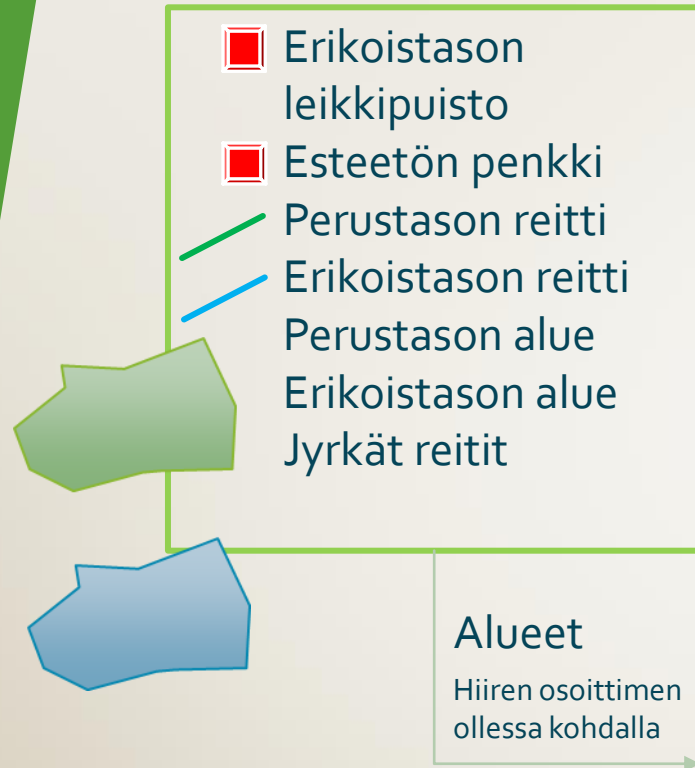 Erikoistason
leikkipuisto
Esteetön penkki
Perustason reitti
Erikoistason reitti
Perustason alue
Erikoistason alue
Jyrkät reitit
Alueet
Hiiren osoittimen
ollessa kohdalla